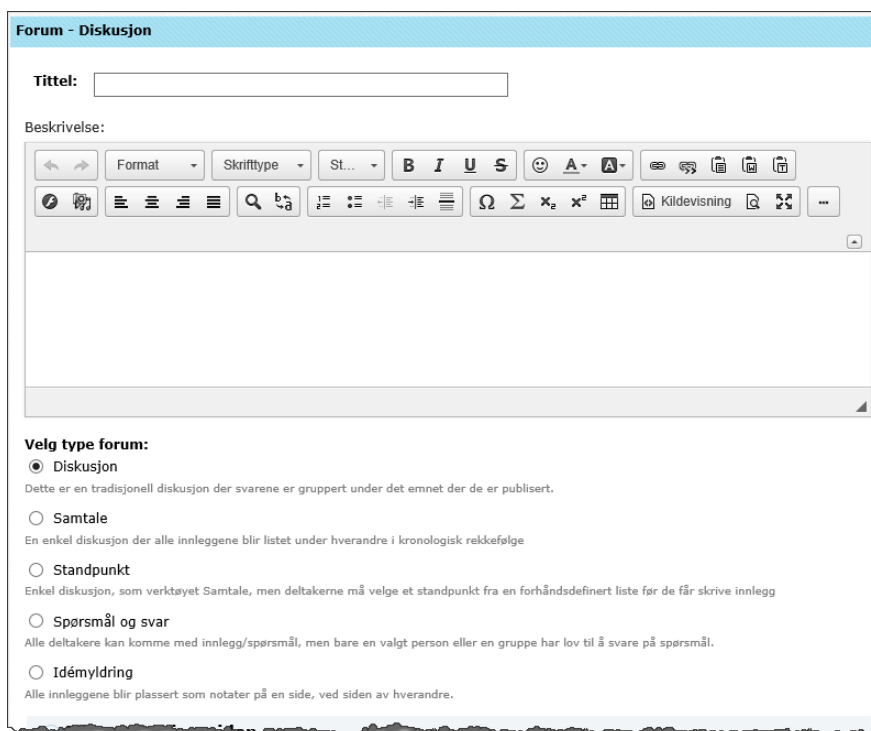 Forum - Diskusjon
Tittel:
Beskrivelse:
Format Skrifttype St... B I U S A A
Ω Σ x₂ x² Kildevisning ...
Velg type forum:
Diskusjon
Dette er en tradisjonell diskusjon der svarene er gruppert under det emnet der de er publisert.
Samtale
En enkel diskusjon der alle innleggene blir listet under hverandre i kronologisk rekkefølge
Standpunkt
Enkel diskusjon, som verktøyet Samtale, men deltakerne må velge et standpunkt fra en forhåndsdefinert liste før de får skrive innlegg
Spørsmål og svar
Alle deltakere kan komme med innlegg/spørsmål, men bare en valgt person eller en gruppe har lov til å svare på spørsmål.
Idémyldring
Alle innleggene blir plassert som notater på en side, ved siden av hverandre.